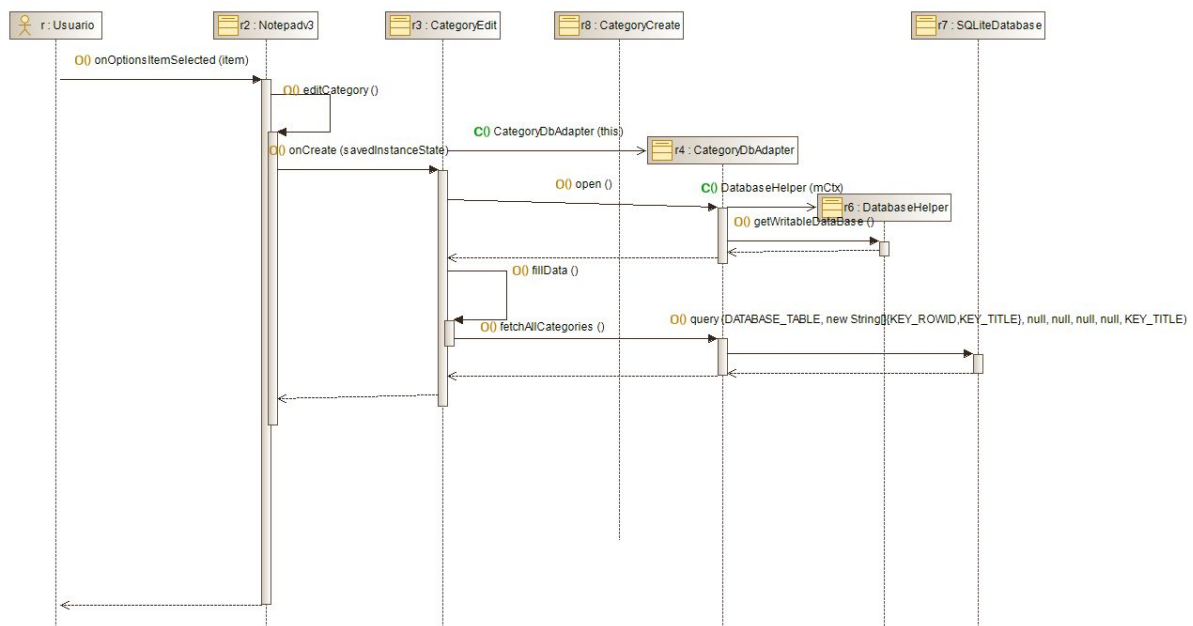 r : Usuario
r2 : Notepadv3
r3 : CategoryEdit
r8 : CategoryCreate
r7 : SQLiteDatabase
O() onOptionsItemSelected (item)
O() editCategory ()
C() CategoryDbAdapter (this)
O() onCreate (savedInstanceState)
r4 : CategoryDbAdapter
O() open ()
C() DatabaseHelper (mCtx)
r6 : DatabaseHelper
O() getWritableDataBase ()
O() fillData ()
O() fetchAllCategories ()
O() query (DATABASE_TABLE, new String[]{KEY_ROWID,KEY_TITLE}, null, null, null, null, KEY_TITLE)